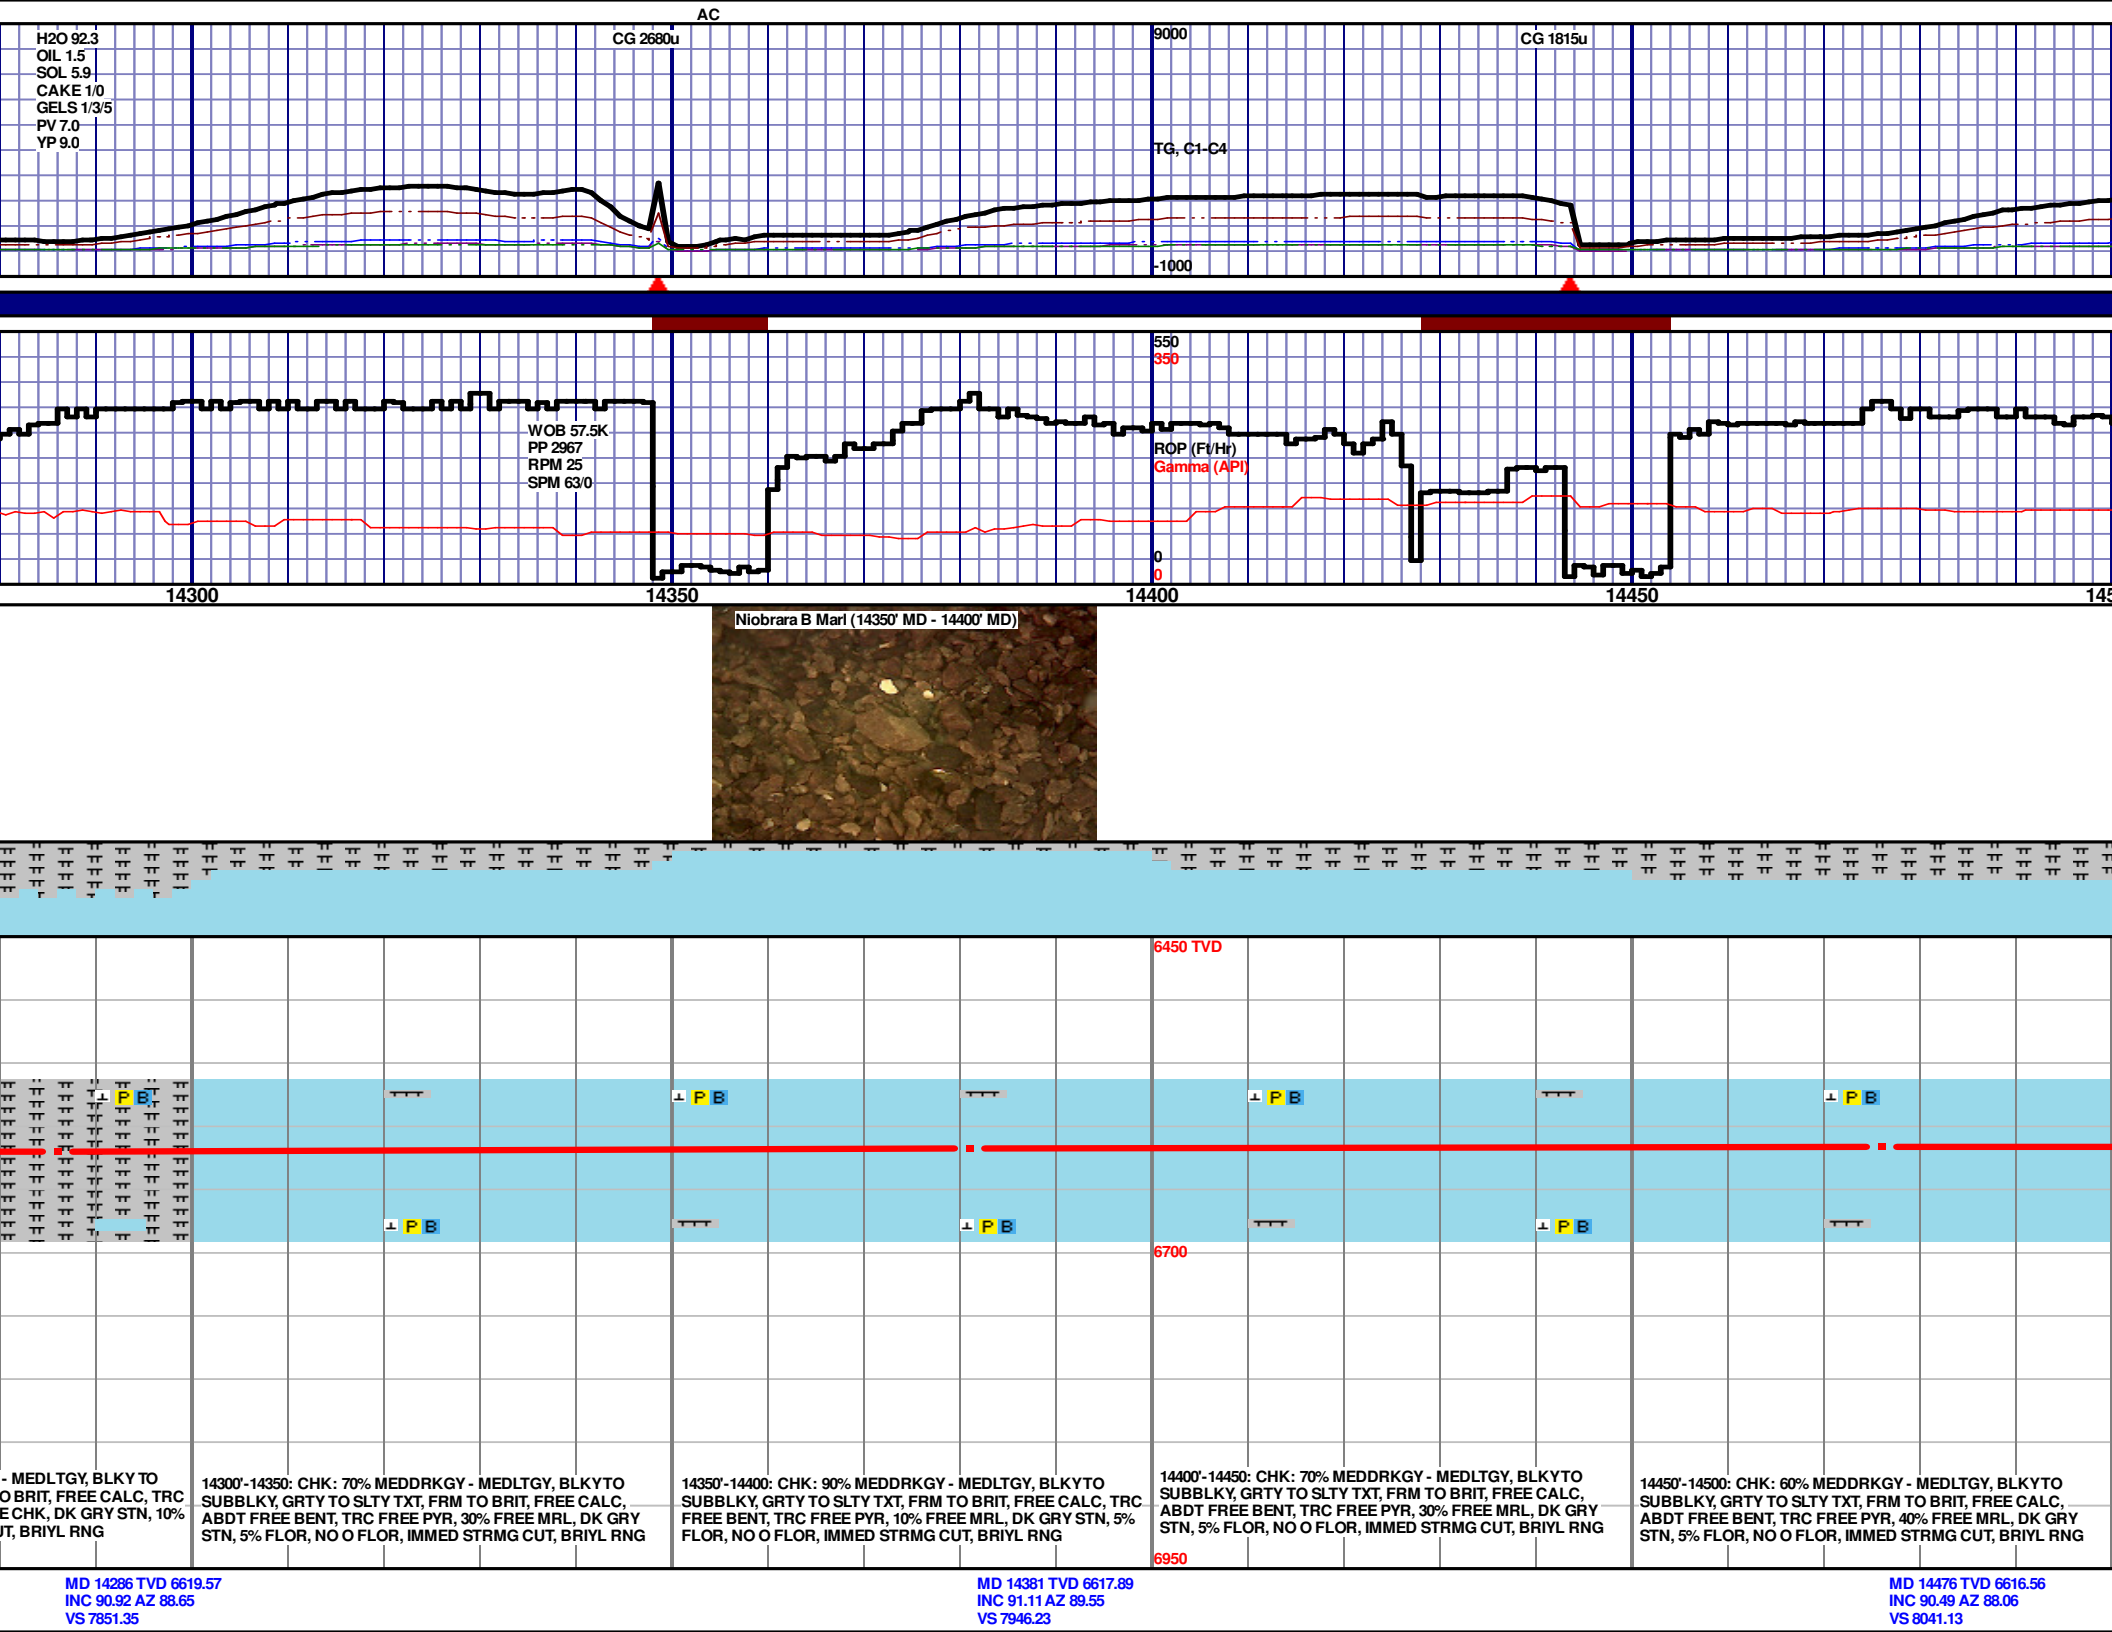 AC
H2O 92.3
OIL 1.5
SOL 5.9
CAKE 1/0
GELS 1/3/5
PV 7.0
YP 9.0
CG 2680u
9000
CG 1815u
TG, C1-C4
-1000
550
350
WOB 57.5K
PP 2967
RPM 25
SPM 63/0
ROP (Ft/Hr)
Gamma (API)
0
0
14300
14350
14400
14450
145
Niobrara B Marl (14350' MD - 14400' MD)
6450 TVD
P B
P B
P B
P B
P B
P B
P B
6700
- MEDLTGY, BLKY TO
O BRIT, FREE CALC, TRC
E CHK, DK GRY STN, 10%
T, BRIYL RNG
14300'-14350: CHK: 70% MEDDRKGY - MEDLTGY, BLKYTO
SUBBLKY, GRTY TO SLTY TXT, FRM TO BRIT, FREE CALC,
ABDT FREE BENT, TRC FREE PYR, 30% FREE MRL, DK GRY
STN, 5% FLOR, NO O FLOR, IMMED STRMG CUT, BRIYL RNG
14350'-14400: CHK: 90% MEDDRKGY - MEDLTGY, BLKYTO
SUBBLKY, GRTY TO SLTY TXT, FRM TO BRIT, FREE CALC, TRC
FREE BENT, TRC FREE PYR, 10% FREE MRL, DK GRY STN, 5%
FLOR, NO O FLOR, IMMED STRMG CUT, BRIYL RNG
14400'-14450: CHK: 70% MEDDRKGY - MEDLTGY, BLKYTO
SUBBLKY, GRTY TO SLTY TXT, FRM TO BRIT, FREE CALC,
ABDT FREE BENT, TRC FREE PYR, 30% FREE MRL, DK GRY
STN, 5% FLOR, NO O FLOR, IMMED STRMG CUT, BRIYL RNG
14450'-14500: CHK: 60% MEDDRKGY - MEDLTGY, BLKYTO
SUBBLKY, GRTY TO SLTY TXT, FRM TO BRIT, FREE CALC,
ABDT FREE BENT, TRC FREE PYR, 40% FREE MRL, DK GRY
STN, 5% FLOR, NO O FLOR, IMMED STRMG CUT, BRIYL RNG
6950
MD 14286 TVD 6619.57
INC 90.92 AZ 88.65
VS 7851.35
MD 14381 TVD 6617.89
INC 91.11 AZ 89.55
VS 7946.23
MD 14476 TVD 6616.56
INC 90.49 AZ 88.06
VS 8041.13